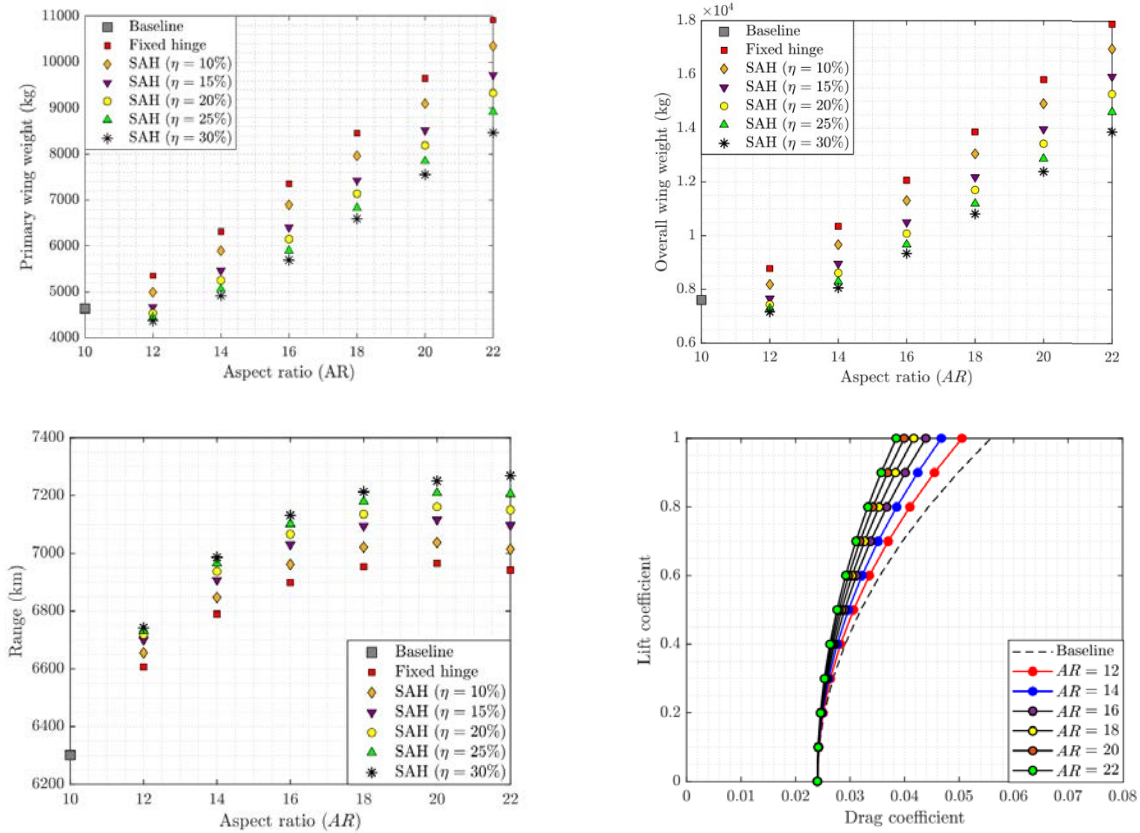 11000
10000
9000
8000
7000
6000
5000
4000
Primary wing weight (kg)
Baseline
Fixed hinge
SAH (η = 10%)
SAH (η = 15%)
SAH (η = 20%)
SAH (η = 25%)
SAH (η = 30%)
10 12 14 16 18 20 22
Aspect ratio (AR)
×10⁴
1.8
1.6
1.4
1.2
1
0.8
0.6
Overall wing weight (kg)
Baseline
Fixed hinge
SAH (η = 10%)
SAH (η = 15%)
SAH (η = 20%)
SAH (η = 25%)
SAH (η = 30%)
10 12 14 16 18 20 22
Aspect ratio (AR)
7400
7200
7000
6800
6600
6400
6200
Range (km)
Baseline
Fixed hinge
SAH (η = 10%)
SAH (η = 15%)
SAH (η = 20%)
SAH (η = 25%)
SAH (η = 30%)
10 12 14 16 18 20 22
Aspect ratio (AR)
1
0.8
0.6
0.4
0.2
0
Lift coefficient
Baseline
AR = 12
AR = 14
AR = 16
AR = 18
AR = 20
AR = 22
0 0.01 0.02 0.03 0.04 0.05 0.06 0.07 0.08
Drag coefficient